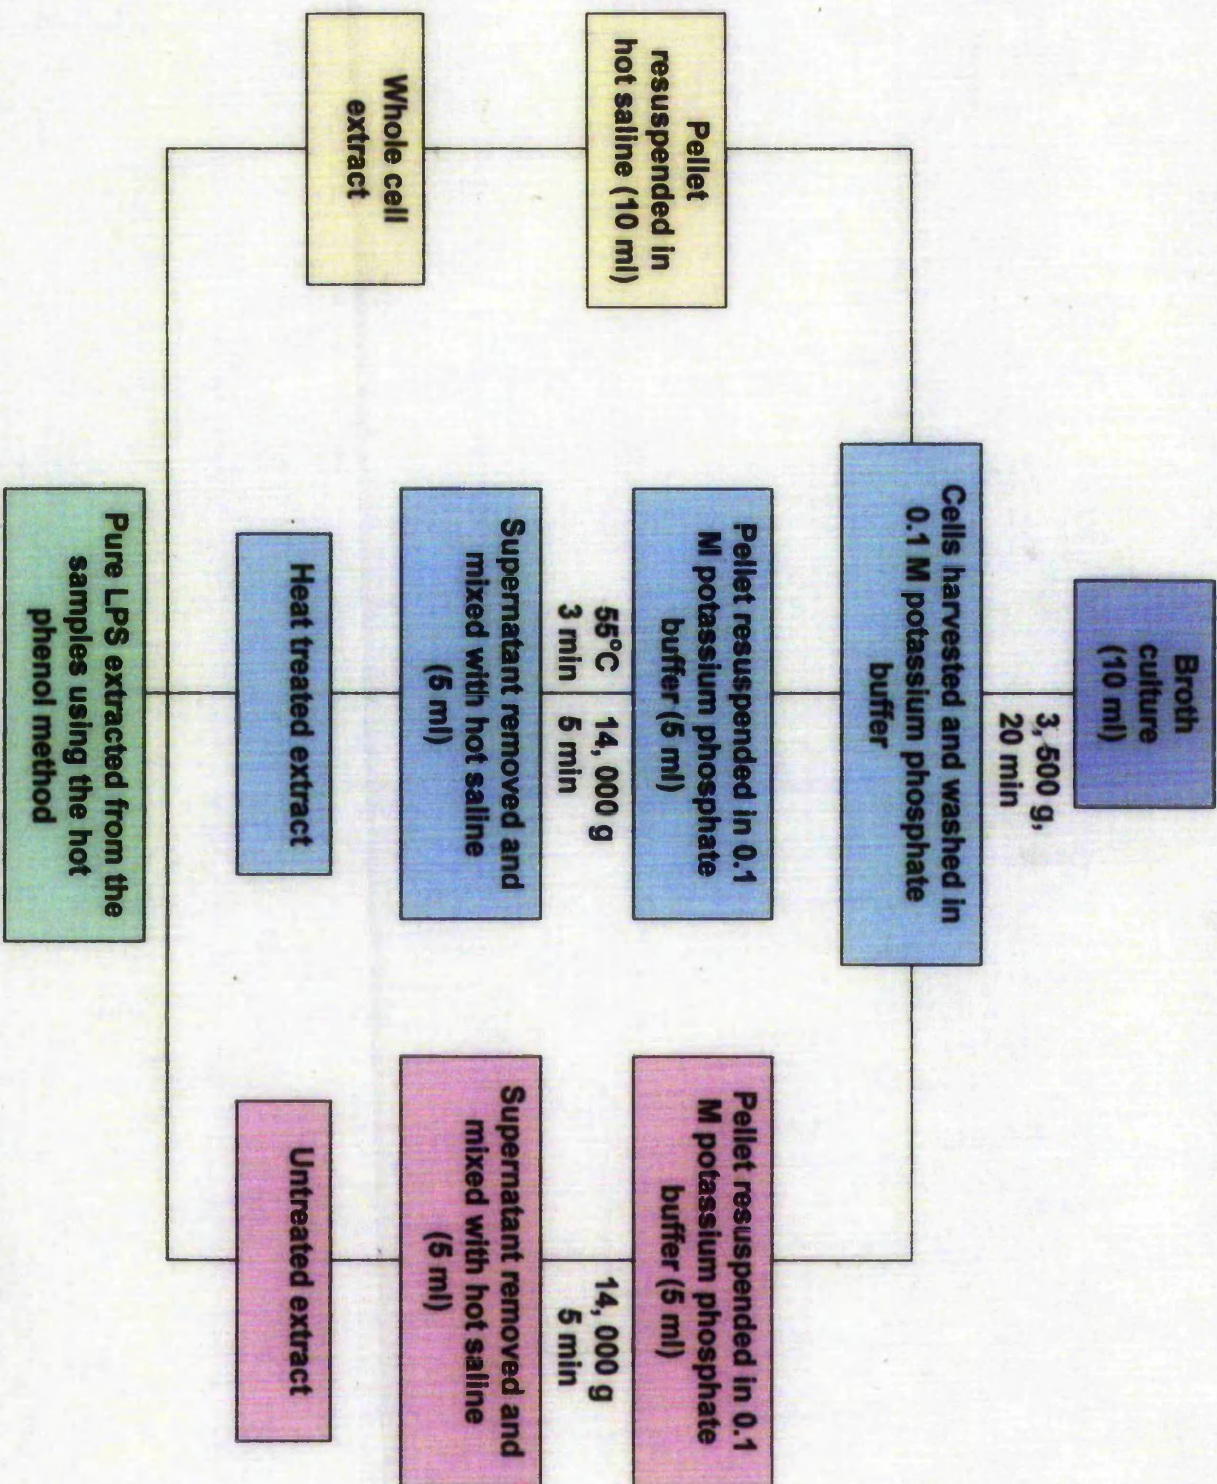 Broth
culture
(10 ml)
3, 500 g,
20 min
Cells harvested and washed in
0.1 M potassium phosphate
buffer
Pellet
resuspended in
hot saline (10 ml)
Whole cell
extract
Pellet resuspended in 0.1
M potassium phosphate
buffer (5 ml)
55°C
3 min
14, 000 g
5 min
Supernatant removed and
mixed with hot saline
(5 ml)
Heat treated extract
Pellet resuspended in 0.1
M potassium phosphate
buffer (5 ml)
14, 000 g
5 min
Supernatant removed and
mixed with hot saline
(5 ml)
Untreated extract
Pure LPS extracted from the
samples using the hot
phenol method